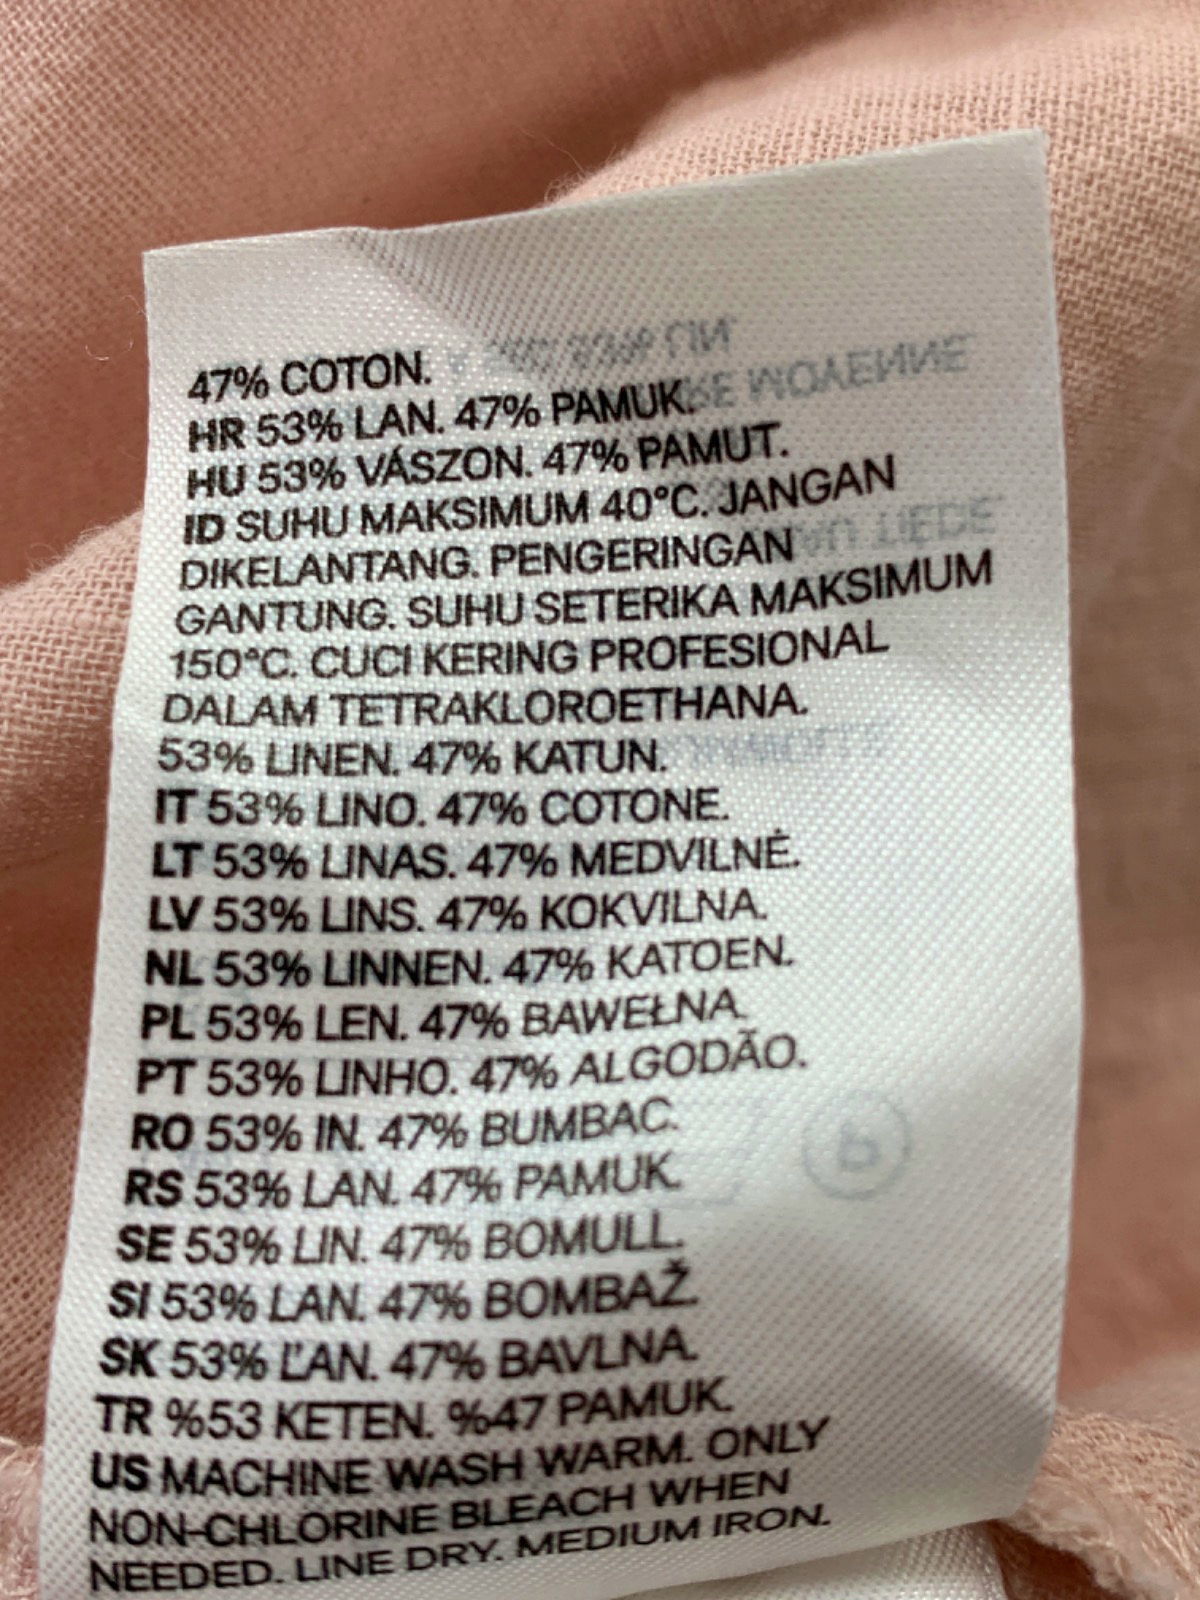 47% COTON.
HR 53% LAN. 47% PAMUK.
HU 53% VÁSZON. 47% PAMUT.
ID SUHU MAKSIMUM 40°C. JANGAN
DIKELANTANG. PENGERINGAN
GANTUNG. SUHU SETERIKA MAKSIMUM
150°C. CUCI KERING PROFESIONAL
DALAM TETRAKLOROETHANA.
53% LINEN. 47% KATUN.
IT 53% LINO. 47% COTONE.
LT 53% LINAS. 47% MEDVILNĖ.
LV 53% LINS. 47% KOKVILNA.
NL 53% LINNEN. 47% KATOEN.
PL 53% LEN. 47% BAWEŁNA.
PT 53% LINHO. 47% ALGODÃO.
RO 53% IN. 47% BUMBAC.
RS 53% LAN. 47% PAMUK.
SE 53% LIN. 47% BOMULL.
SI 53% LAN. 47% BOMBAŽ.
SK 53% ĽAN. 47% BAVLNA.
TR %53 KETEN. %47 PAMUK.
US MACHINE WASH WARM. ONLY
NON-CHLORINE BLEACH WHEN
NEEDED. LINE DRY. MEDIUM IRON.